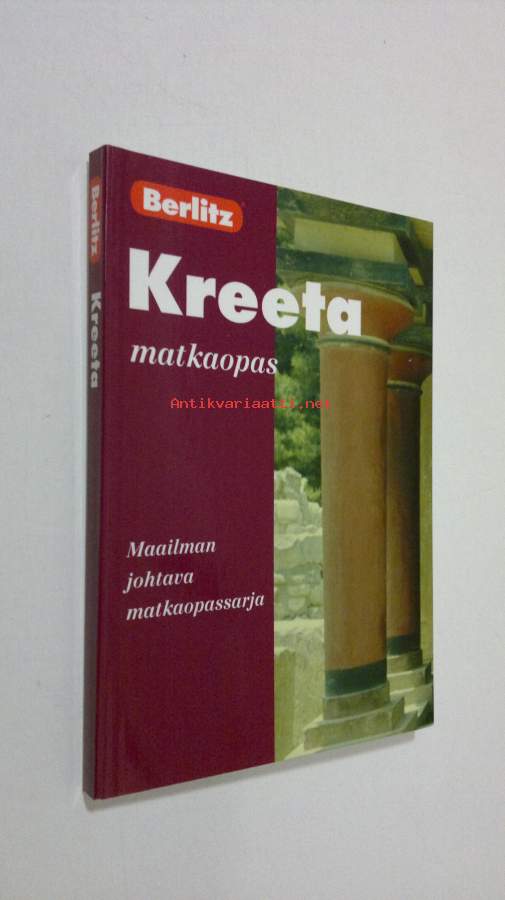 Berlitz
Kreeta
Berlitz
Kreeta
matkaopas
Antikvariaatti.net
Maailman
johtava
matkaopassarja